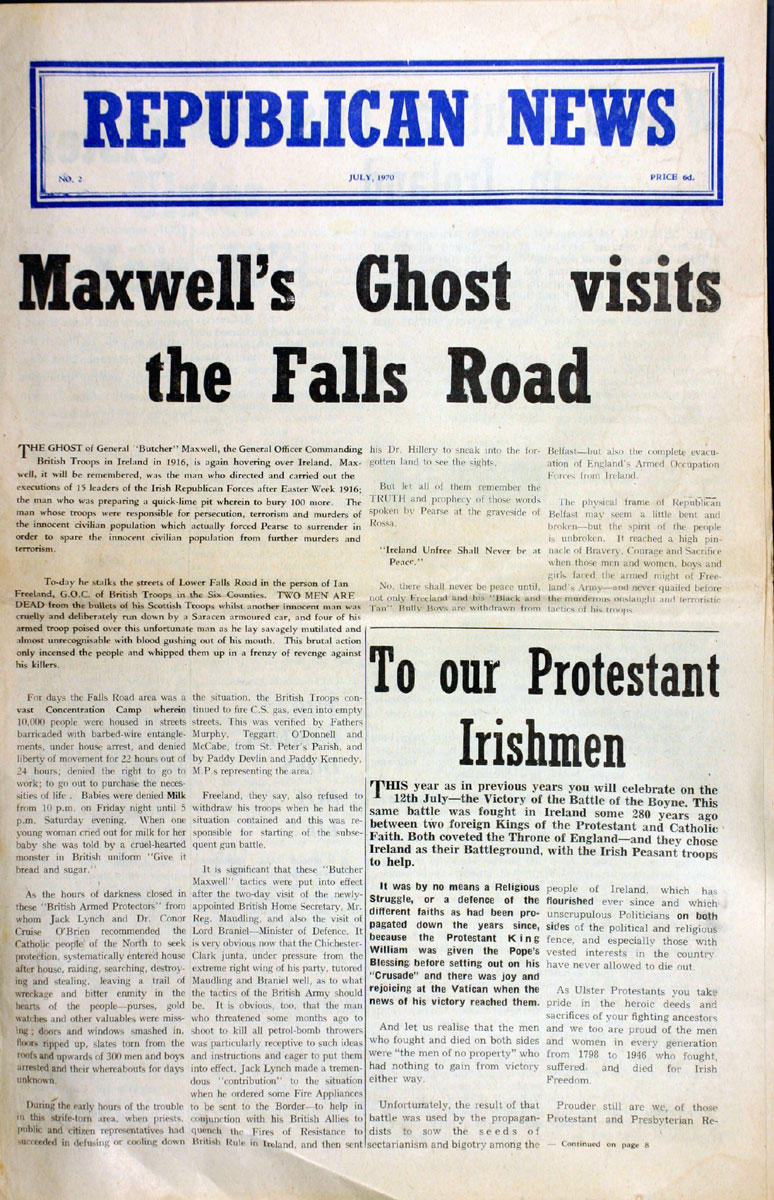 REPUBLICAN NEWS
NO. 2
JULY, 1970
PRICE 6d.
Maxwell's Ghost visits
the Falls Road
THE GHOST of General 'Butcher" Maxwell, the General Officer Commanding
British Troops in Ireland in 1916, is again hovering over Ireland. Max-
well, it will be remembered, was the man who directed and carried out the
executions of 15 leaders of the Irish Republican Forces after Easter Week 1916;
the man who was preparing a quick-lime pit wherein to bury 100 more. The
man whose troops were responsible for persecution, terrorism and murders of
the innocent civilian population which actually forced Pearse to surrender in
order to spare the innocent civilian population from further murders and
terrorism.
To-day he stalks the streets of Lower Falls Road in the person of Ian
Freeland, G.O.C. of British Troops in the Six Counties. TWO MEN ARE
DEAD from the bullets of his Scottish Troops whilst another innocent man was
cruelly and deliberately run down by a Saracen armoured car, and four of his
armed troop poised over this unfortunate man as he lay savagely mutilated and
almost unrecognisable with blood gushing out of his mouth. This brutal action
only incensed the people and whipped them up in a frenzy of revenge against
his killers.
For days the Falls Road area was a
vast Concentration Camp wherein
10,000 people were housed in streets
barricaded with barbed-wire entangle-
ments, under house arrest, and denied
liberty of movement for 22 hours out of
24 hours; denied the right to go to
work; to go out to purchase the neces-
sities of life. Babies were denied Milk
from 10 p.m. on Friday night until 5
p.m. Saturday evening. When one
young woman cried out for milk for her
baby she was told by a cruel-hearted
monster in British uniform "Give it
bread and sugar."
As the hours of darkness closed in
these "British Armed Protectors" from
whom Jack Lynch and Dr. Conor
Cruise O'Brien recommended the
Catholic people of the North to seek
protection, systematically entered house
after house, raiding, searching, destroy-
ing and stealing, leaving a trail of
wreckage and bitter enmity in the
hearts of the people—purses, gold
watches and other valuables were miss-
ing; doors and windows smashed in,
floors ripped up, slates torn from the
roofs and upwards of 300 men and boys
arrested and their whereabouts for days
unknown.
During the early hours of the trouble
in this strife-torn area, when priests,
public and citizen representatives had
succeeded in defusing or cooling down
the situation, the British Troops con-
tinued to fire C.S. gas, even into empty
streets. This was verified by Fathers
Murphy, Teggart, O'Donnell and
McCabe, from St. Peter's Parish, and
by Paddy Devlin and Paddy Kennedy,
M.P.s representing the area.
Freeland, they say, also refused to
withdraw his troops when he had the
situation contained and this was re-
sponsible for starting of the subse-
quent gun battle.
It is significant that these "Butcher
Maxwell" tactics were put into effect
after the two-day visit of the newly-
appointed British Home Secretary, Mr.
Reg. Maudling, and also the visit of
Lord Braniel—Minister of Defence. It
is very obvious now that the Chichester-
Clark junta, under pressure from the
extreme right wing of his party, tutored
Maudling and Braniel well, as to what
the tactics of the British Army should
be. It is obvious, too, that the man
who threatened some months ago to
shoot to kill all petrol-bomb throwers
was particularly receptive to such ideas
and instructions and eager to put them
into effect. Jack Lynch made a tremen-
dous "contribution" to the situation
when he ordered some Fire Appliances
to be sent to the Border—to help in
conjunction with his British Allies to
quench the Fires of Resistance to
British Rule in Ireland, and then sent
his Dr. Hillery to sneak into the for-
gotten land to see the sights.
But let all of them remember the
TRUTH and prophecy of those words
spoken by Pearse at the graveside of
Rossa.
"Ireland Unfree Shall Never be at
Peace."
No, there shall never be peace until,
not only Freeland and his "Black and
Tan" Bully Boys are withdrawn from
Belfast—but also the complete evacu-
ation of England's Armed Occupation
Forces from Ireland.
The physical frame of Republican
Belfast may seem a little bent and
broken—but the spirit of the people
is unbroken. It reached a high pin-
nacle of Bravery, Courage and Sacrifice
when those men and women, boys and
girls faced the armed might of Free-
land's Army—and never quailed before
the murderous onslaught and terroristic
tactics of his troops.
To our Protestant
Irishmen
THIS year as in previous years you will celebrate on the
12th July—the Victory of the Battle of the Boyne. This
same battle was fought in Ireland some 280 years ago
between two foreign Kings of the Protestant and Catholic
Faith. Both coveted the Throne of England—and they chose
Ireland as their Battleground, with the Irish Peasant troops
to help.
It was by no means a Religious
Struggle, or a defence of the
different faiths as had been pro-
pagated down the years since,
because the Protestant King
William was given the Pope's
Blessing before setting out on his
"Crusade" and there was joy and
rejoicing at the Vatican when the
news of his victory reached them.
And let us realise that the men
who fought and died on both sides
were "the men of no property" who
had nothing to gain from victory
either way.
Unfortunately, the result of that
battle was used by the propagan-
dists to sow the seeds of
sectarianism and bigotry among the
people of Ireland, which has
flourished ever since and which
unscrupulous Politicians on both
sides of the political and religious
fence, and especially those with
vested interests in the country
have never allowed to die out.
As Ulster Protestants you take
pride in the heroic deeds and
sacrifices of your fighting ancestors
and we too are proud of the men
and women in every generation
from 1798 to 1946 who fought,
suffered, and died for Irish
Freedom.
Prouder still are we, of those
Protestant and Presbyterian Re-
— Continued on page 8